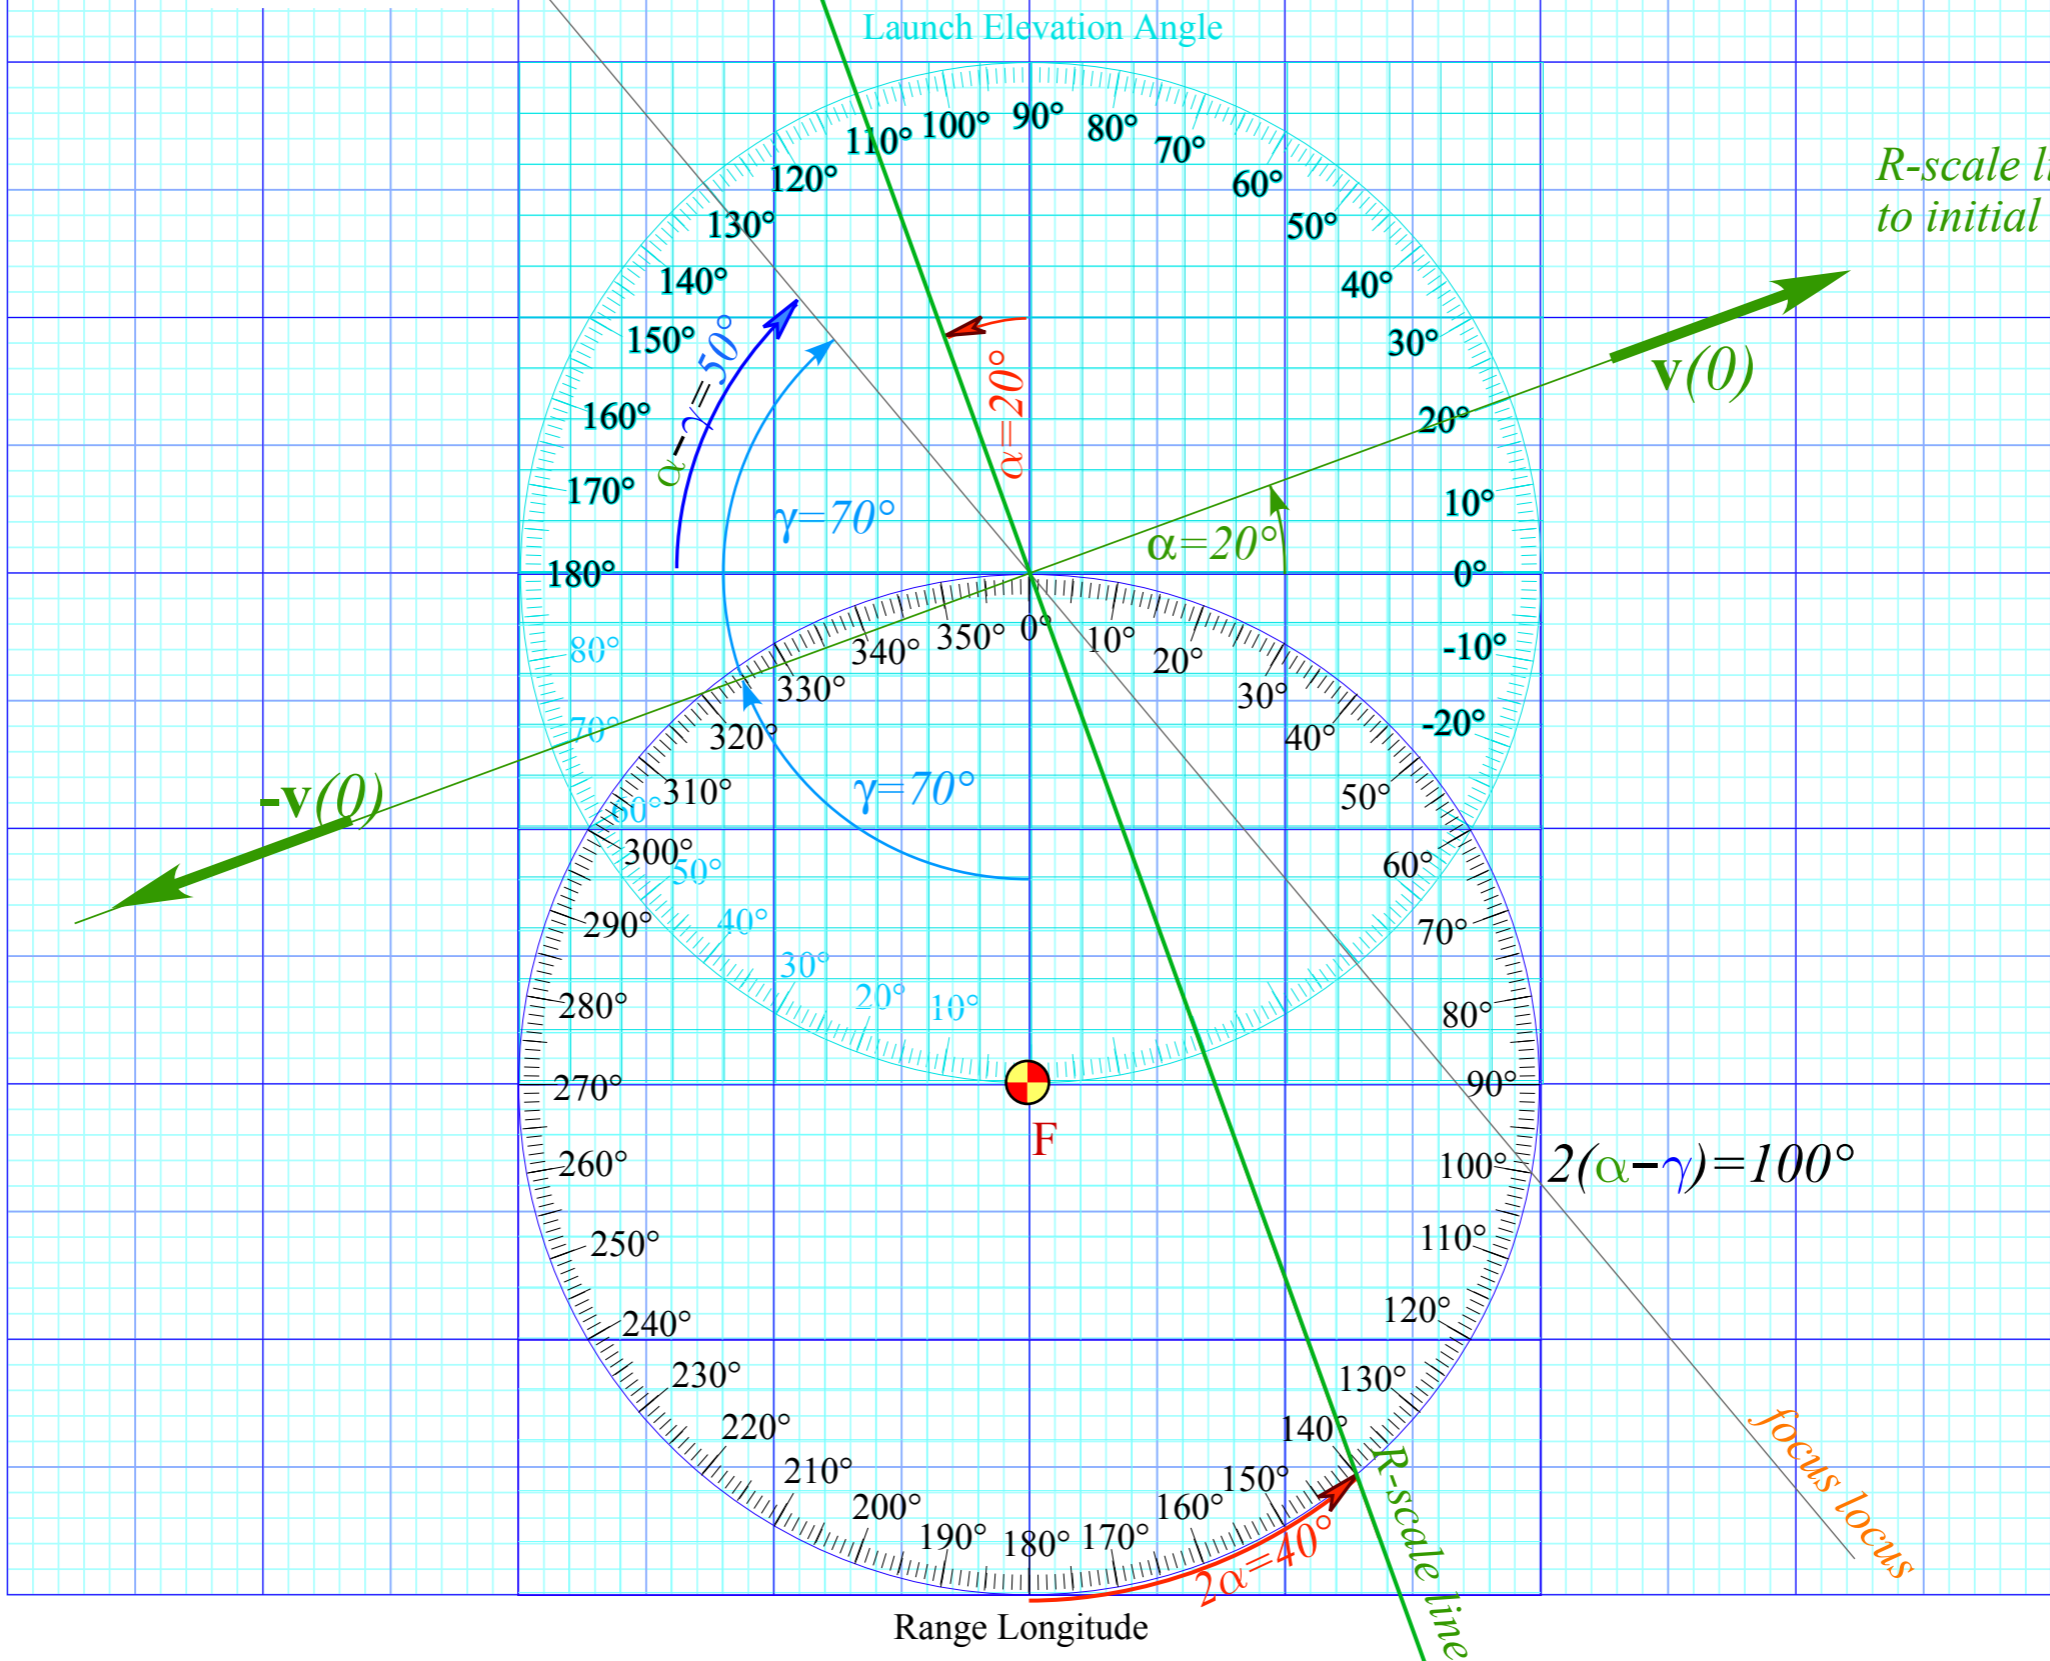 Launch Elevation Angle
110° 100° 90° 80° 70°
120° 60°
130° 50°
140° 40°
150° 30°
160° 20°
170° 10°
180° 0°
80° -10°
70° -20°
60°
50°
40°
30°
20° 10°
R-scale
to initial
v(0)
-v(0)
α=20°
α=20°
α-γ=50°
γ=70°
γ=70°
340° 350° 0° 10° 20°
330° 30°
320° 40°
310° 50°
300° 60°
290° 70°
280° 80°
270° 90°
260° 100°
250° 110°
240° 120°
230° 130°
220° 140°
210° 150°
200° 160°
190° 180° 170°
F
2(α-γ)=100°
2α=40°
R-scale line
focus locus
Range Longitude